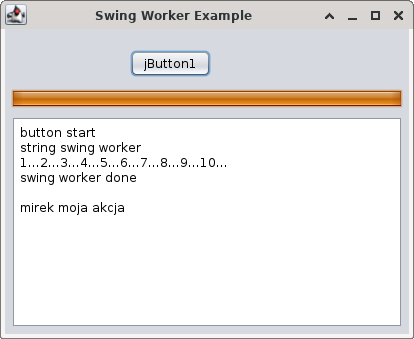 Swing Worker Example
jButton1
button start
string swing worker
1...2...3...4...5...6...7...8...9...10...
swing worker done
mirek moja akcja